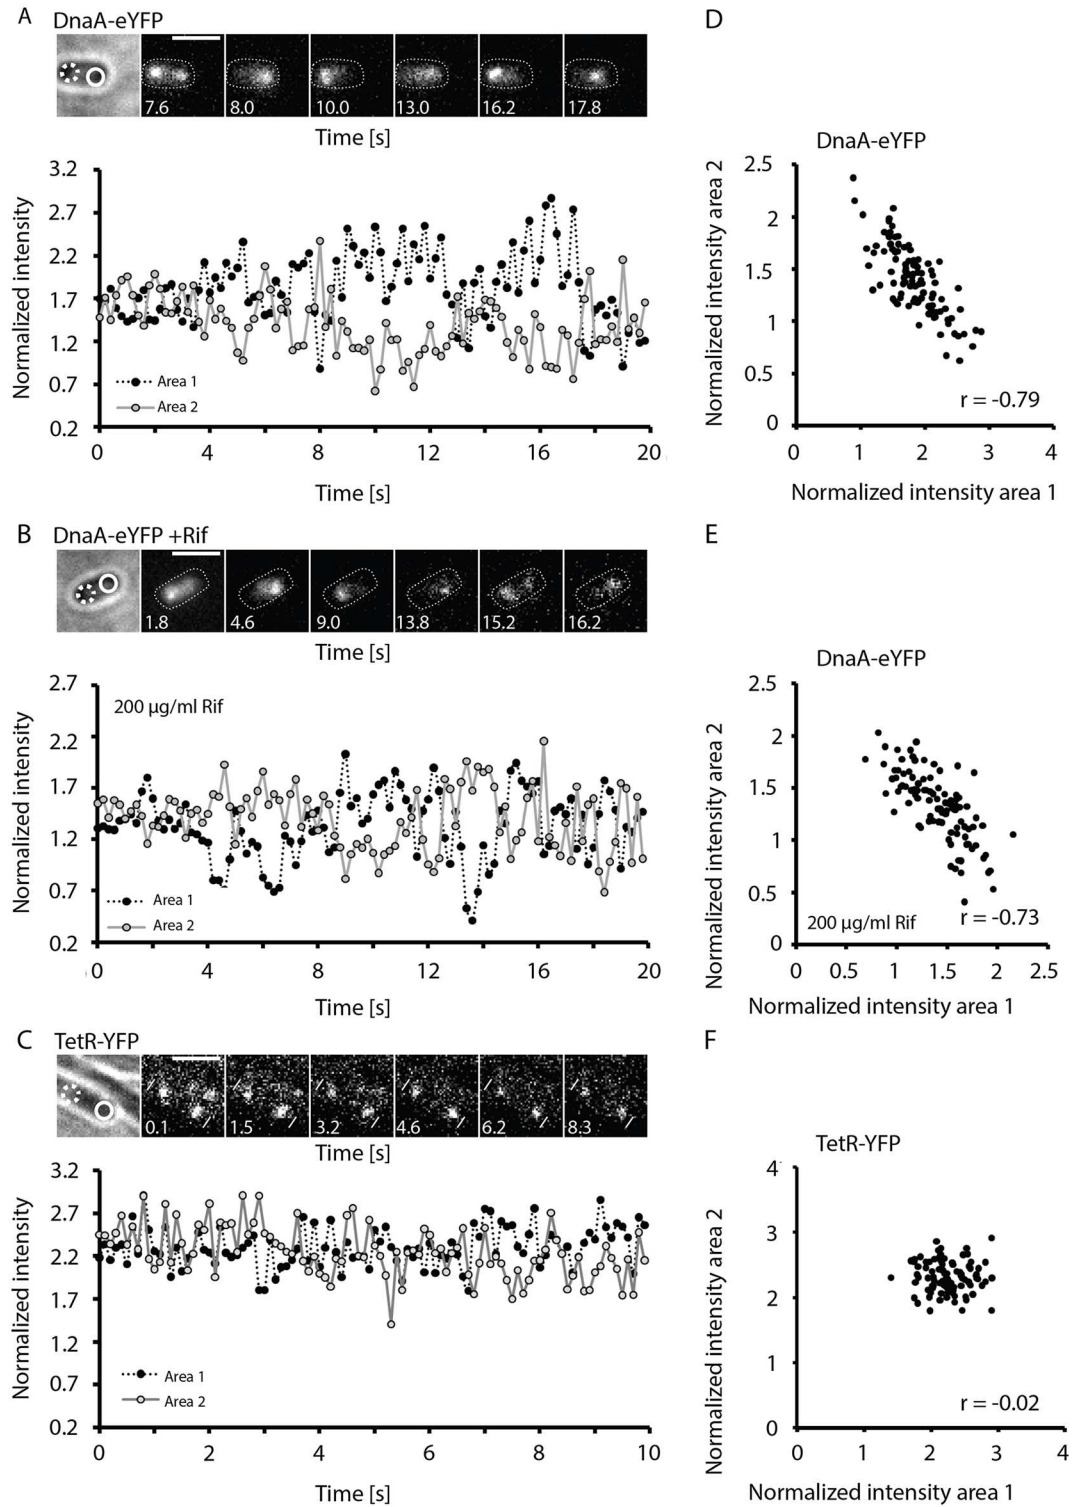 A
DnaA-eYFP
7.6 8.0 10.0 13.0 16.2 17.8
Time [s]
Normalized intensity
3.2
2.7
2.2
1.7
1.2
0.7
0.2
Area 1
Area 2
0 4 8 12 16 20
Time [s]
D
DnaA-eYFP
Normalized intensity area 2
2.5
2
1.5
1
0.5
0
r = -0.79
0 1 2 3 4
Normalized intensity area 1
B
DnaA-eYFP +Rif
1.8 4.6 9.0 13.8 15.2 16.2
Time [s]
Normalized intensity
2.7
2.2
1.7
1.2
0.7
0.2
200 µg/ml Rif
Area 1
Area 2
0 4 8 12 16 20
Time [s]
E
DnaA-eYFP
Normalized intensity area 2
2.5
2
1.5
1
0.5
0
200 µg/ml Rif
r = -0.73
0 0.5 1 1.5 2 2.5
Normalized intensity area 1
C
TetR-YFP
0.1 1.5 3.2 4.6 6.2 8.3
Time [s]
Normalized intensity
3.2
2.7
2.2
1.7
1.2
0.7
0.2
Area 1
Area 2
0 2 4 6 8 10
Time [s]
F
TetR-YFP
Normalized intensity area 2
4
3
2
1
0
r = -0.02
0 1 2 3 4
Normalized intensity area 1